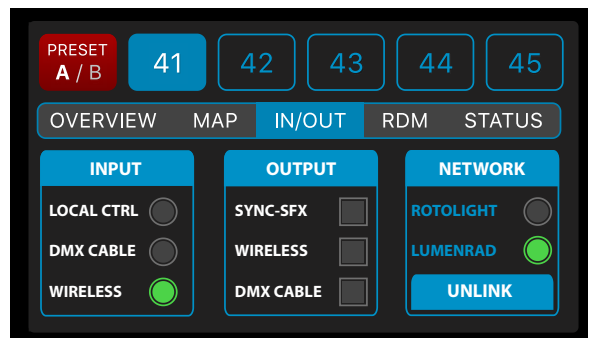 PRESET
A / B
41 42 43 44 45
OVERVIEW MAP IN/OUT RDM STATUS
INPUT
LOCAL CTRL
DMX CABLE
WIRELESS
OUTPUT
SYNC-SFX
WIRELESS
DMX CABLE
NETWORK
ROTOLIGHT
LUMENRAD
UNLINK